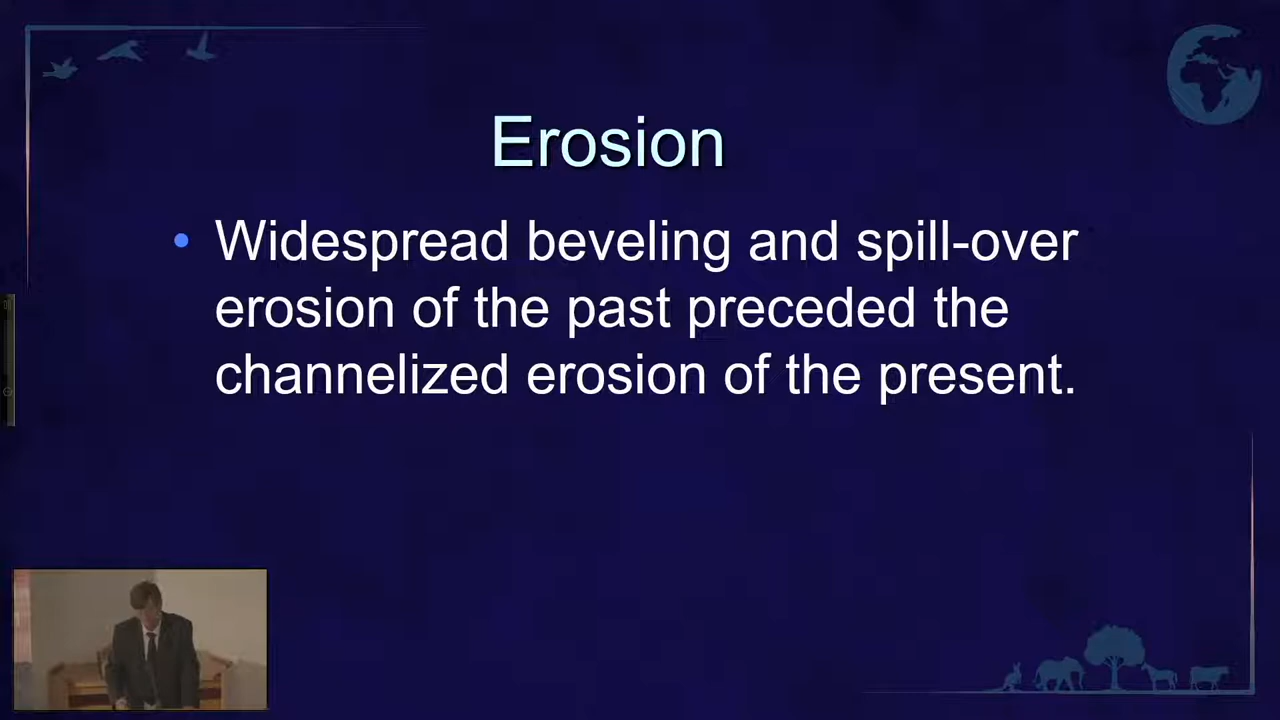 Erosion
• Widespread beveling and spill-over
erosion of the past preceded the
channelized erosion of the present.